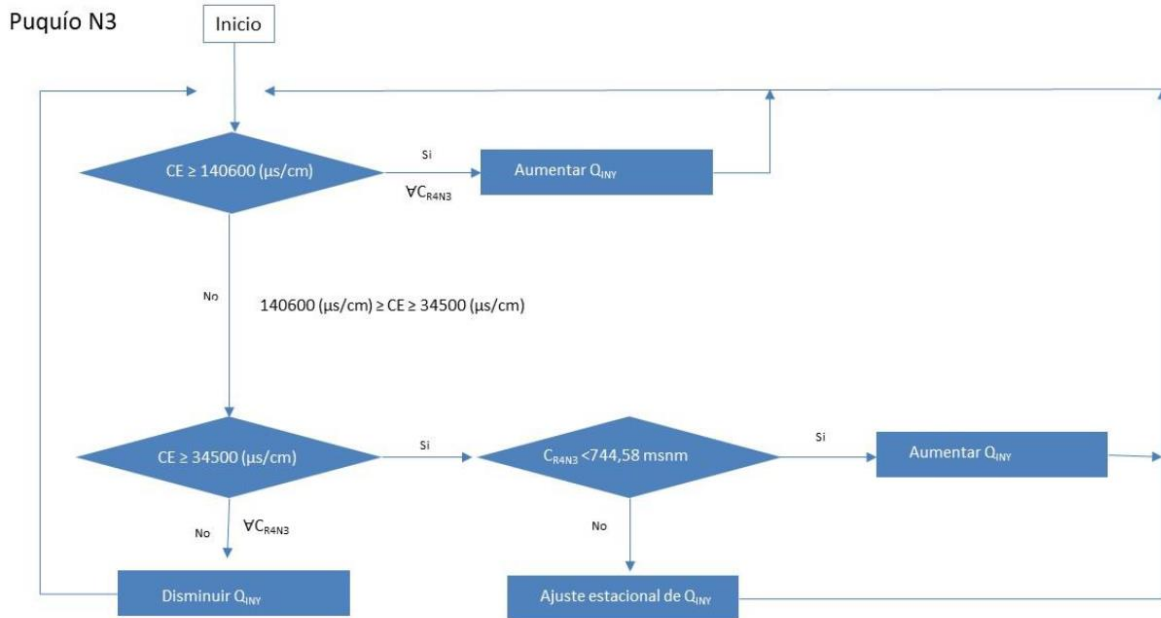 Puquío N3
Inicio
CE ≥ 140600 (µs/cm)
Si
∀C_R4N3
Aumentar Q_INY
No
140600 (µs/cm) ≥ CE ≥ 34500 (µs/cm)
CE ≥ 34500 (µs/cm)
Si
C_R4N3 <744,58 msnm
Si
Aumentar Q_INY
No
∀C_R4N3
No
Disminuir Q_INY
Ajuste estacional de Q_INY